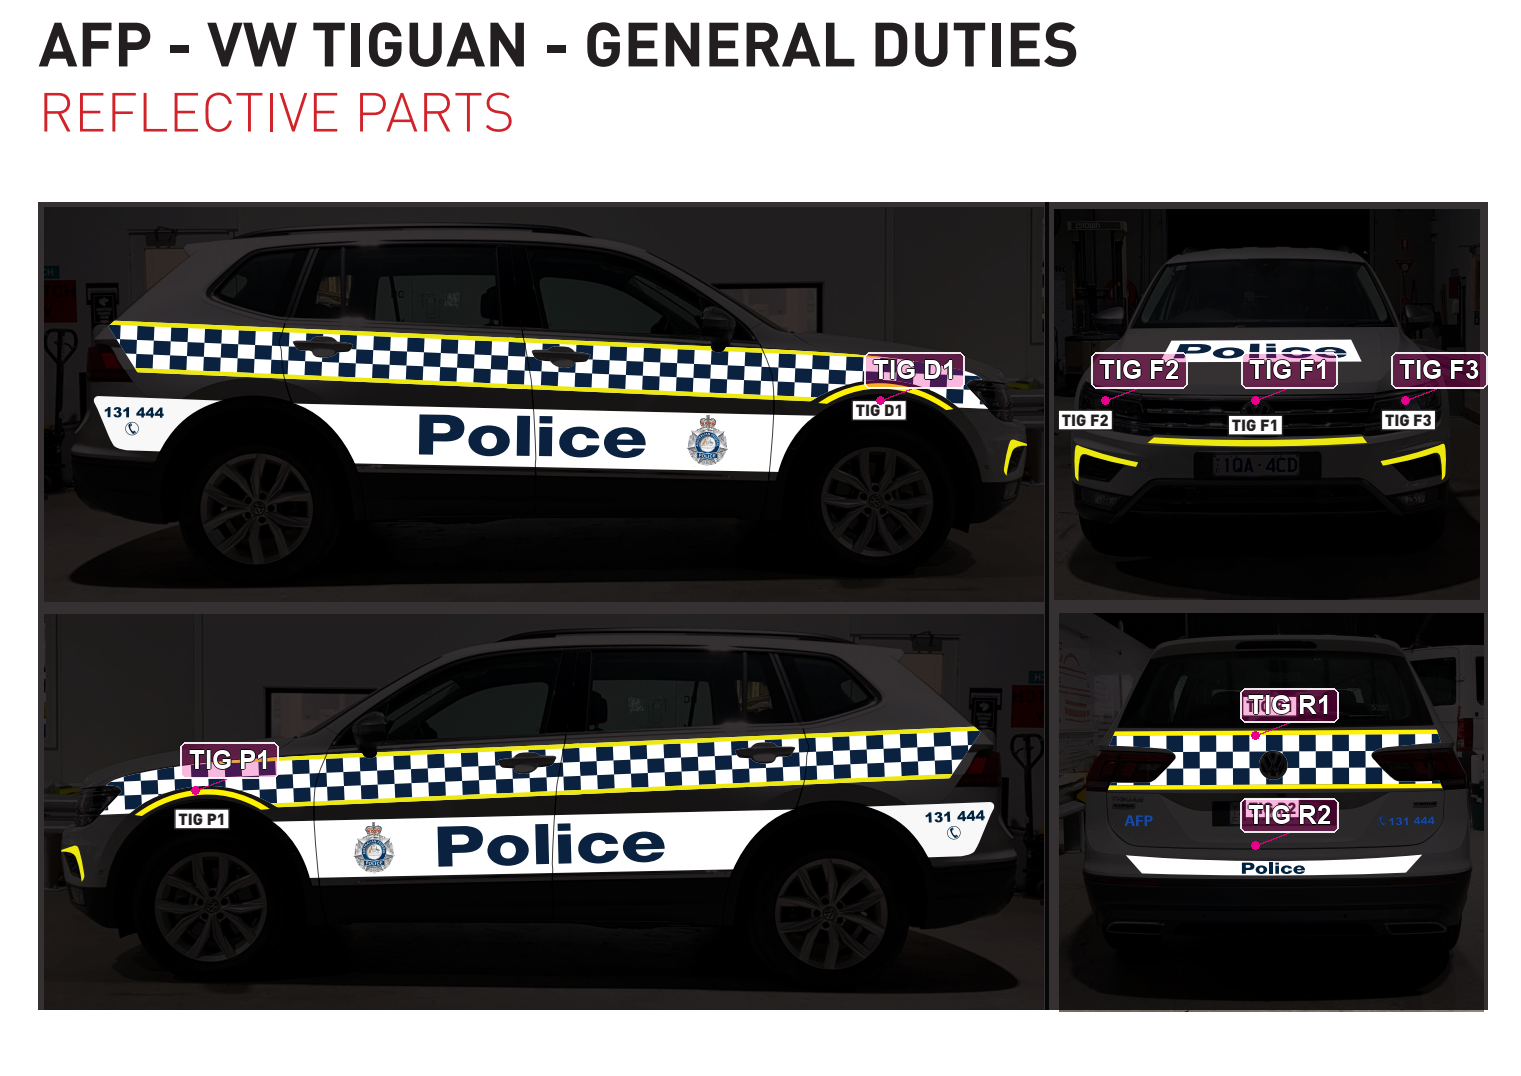 AFP - VW TIGUAN - GENERAL DUTIES
REFLECTIVE PARTS
TIG D1
131 444
Police
TIG D1
Police
TIG F2
TIG F1
TIG F3
TIG F2
TIG F1
TIG F3
1QA·4CD
TIG P1
TIG P1
131 444
Police
TIG R1
TIG R2
AFP
131 444
Police